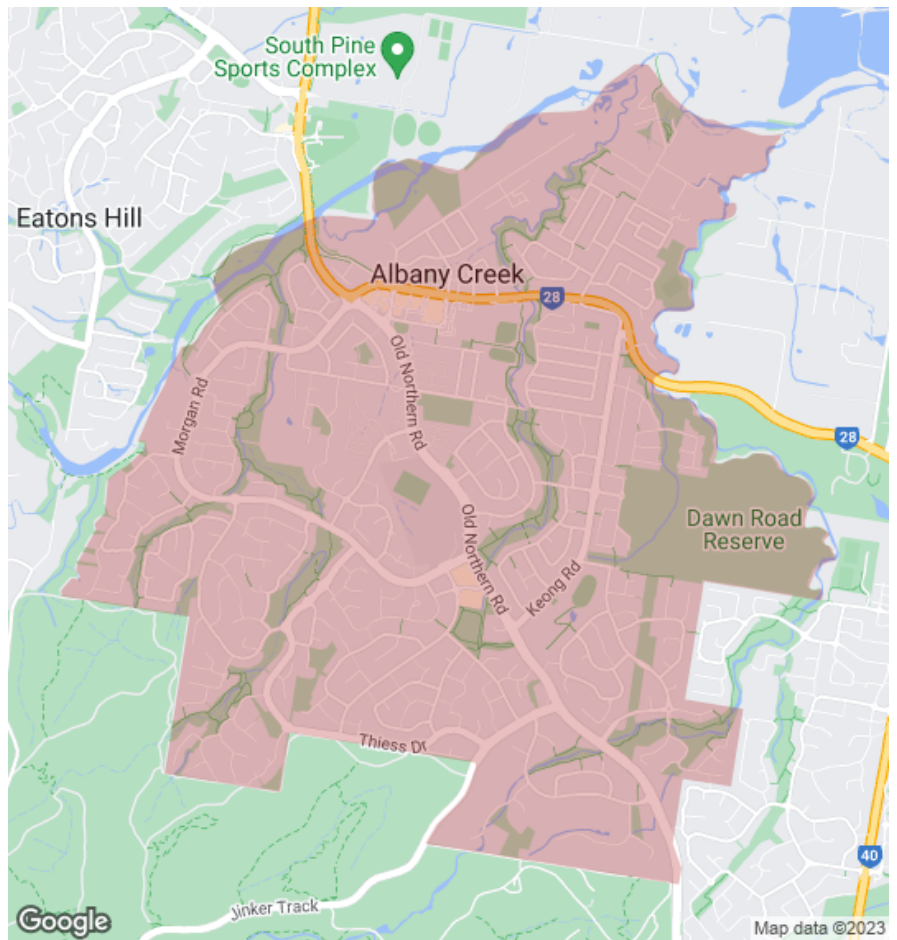 South Pine
Sports Complex
Eatons Hill
Albany Creek
28
Old Northern Rd
Morgan Rd
28
Old Northern Rd
Dawn Road
Reserve
Keong Rd
Thiess Dr
40
Jinker Track
Google
Map data ©2023